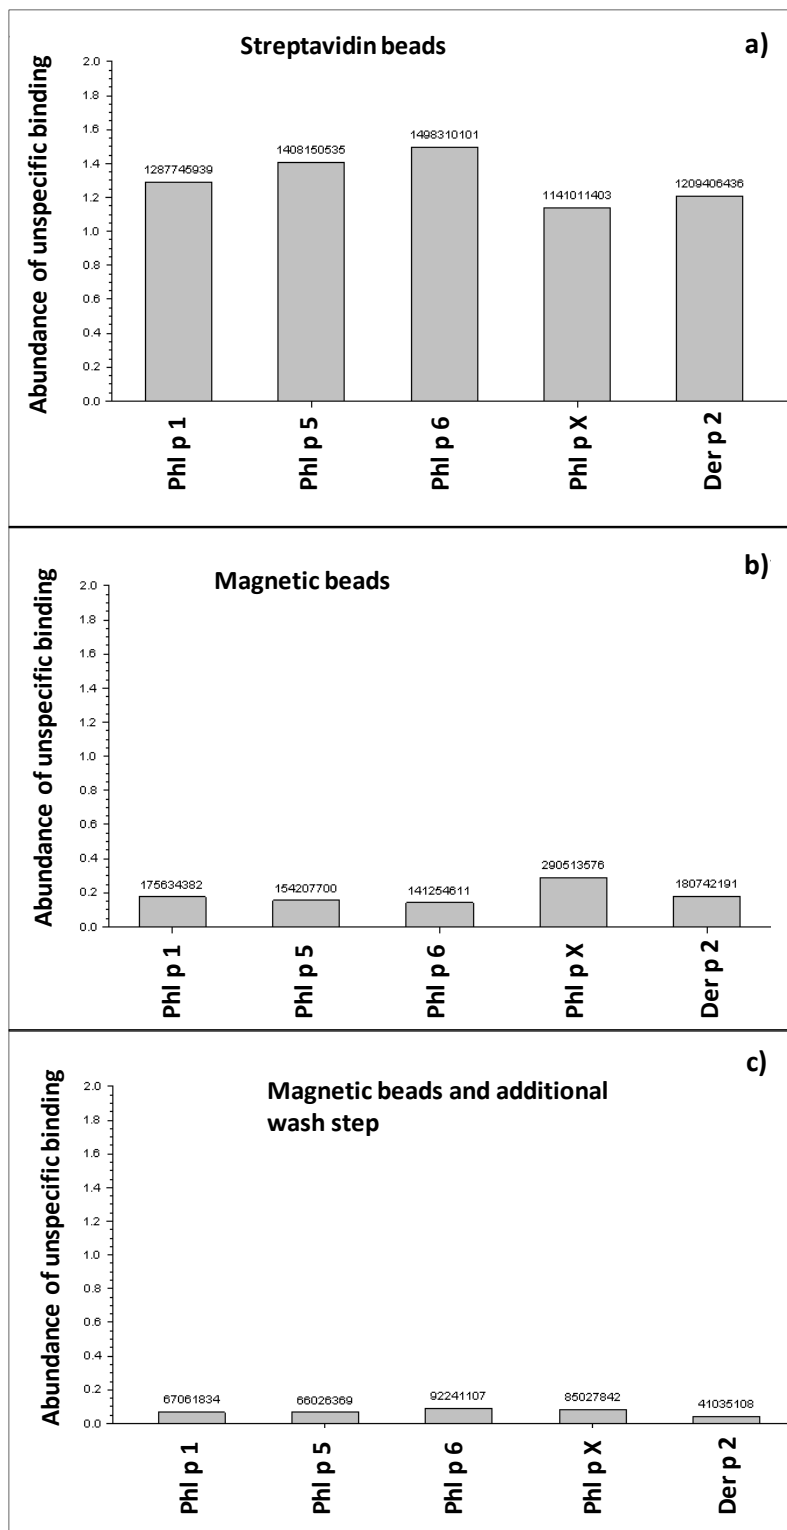 Streptavidin beads
a)
Abundance of unspecific binding
2.0
1.8
1.6
1.4
1.2
1.0
0.8
0.6
0.4
0.2
0.0
1287745939
1408150535
1498310101
1141011403
1209406436
Phl p 1
Phl p 5
Phl p 6
Phl p X
Der p 2
Magnetic beads
b)
Abundance of unspecific binding
2.0
1.8
1.6
1.4
1.2
1.0
0.8
0.6
0.4
0.2
0.0
175634382
154207700
141254611
290513576
180742191
Phl p 1
Phl p 5
Phl p 6
Phl p X
Der p 2
Magnetic beads and additional
wash step
c)
Abundance of unspecific binding
2.0
1.8
1.6
1.4
1.2
1.0
0.8
0.6
0.4
0.2
0.0
67061834
66026369
92241107
85027842
41035108
Phl p 1
Phl p 5
Phl p 6
Phl p X
Der p 2